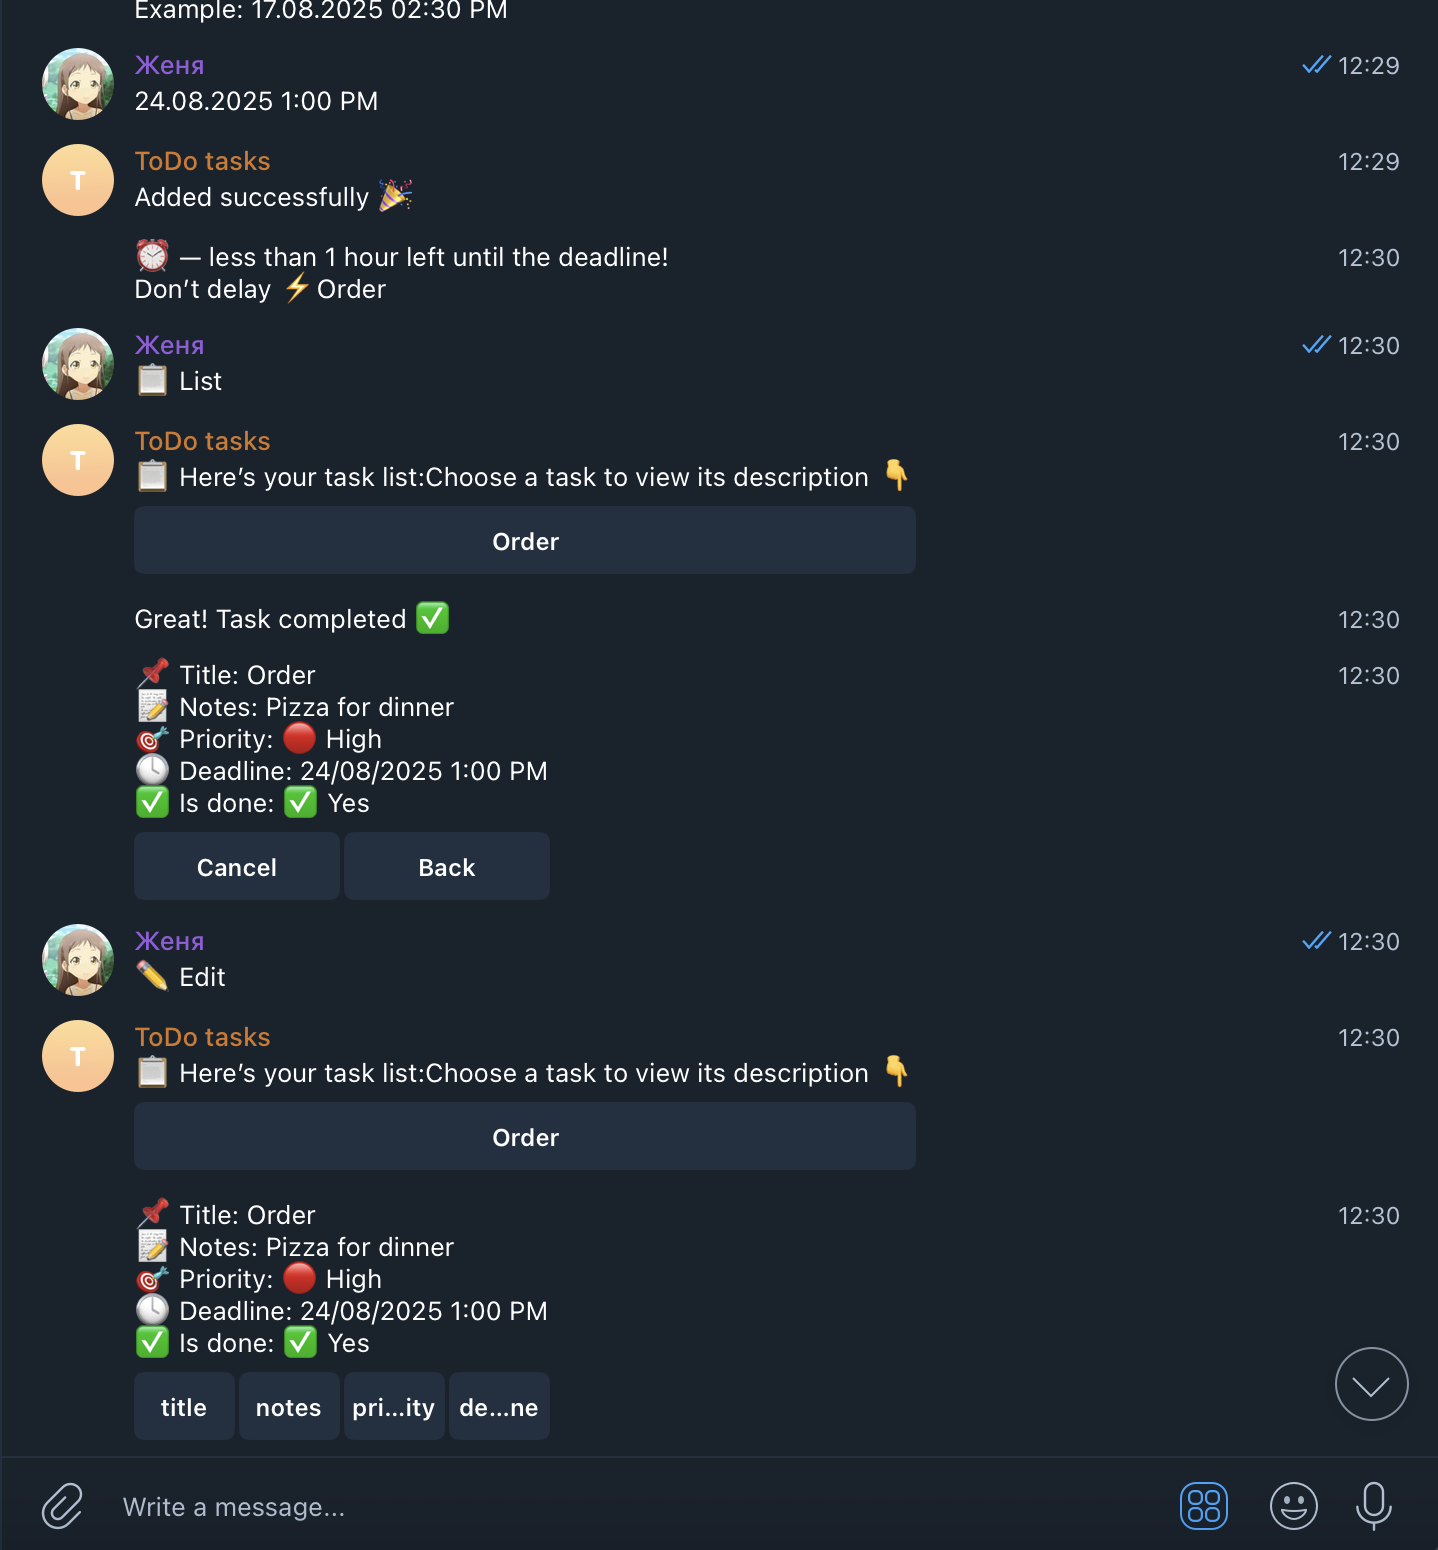 Example: 17.08.2025 02:30 PM
Женя
12:29
24.08.2025 1:00 PM
T
ToDo tasks
12:29
Added successfully 🎉
⏰ — less than 1 hour left until the deadline!
12:30
Don’t delay ⚡ Order
Женя
12:30
📋 List
T
ToDo tasks
12:30
📋 Here’s your task list:Choose a task to view its description 👇
Order
Great! Task completed ✅
12:30
📌 Title: Order
12:30
📝 Notes: Pizza for dinner
🎯 Priority: 🔴 High
🕓 Deadline: 24/08/2025 1:00 PM
✅ Is done: ✅ Yes
Cancel
Back
Женя
12:30
✏️ Edit
T
ToDo tasks
12:30
📋 Here’s your task list:Choose a task to view its description 👇
Order
📌 Title: Order
12:30
📝 Notes: Pizza for dinner
🎯 Priority: 🔴 High
🕓 Deadline: 24/08/2025 1:00 PM
✅ Is done: ✅ Yes
title
notes
pri...ity
de...ne
Write a message...